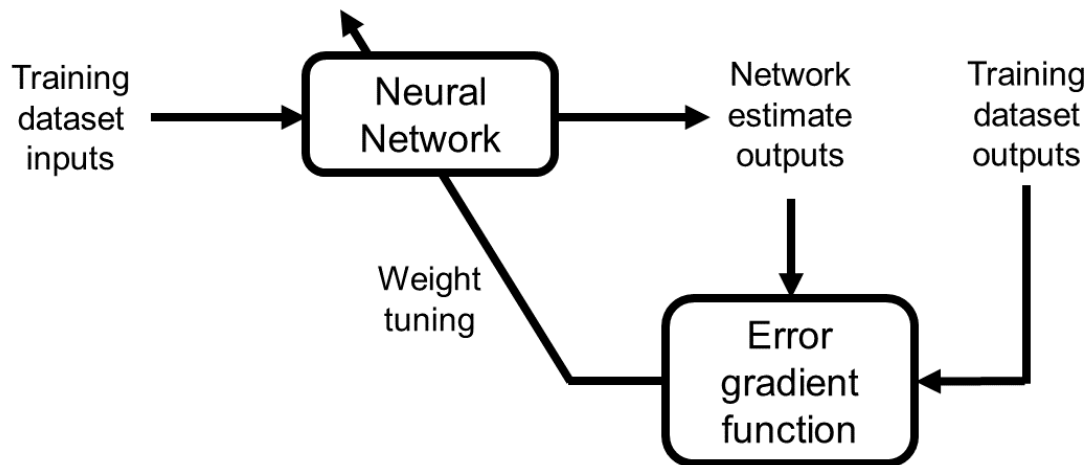 Training
dataset
inputs
Neural
Network
Network
estimate
outputs
Training
dataset
outputs
Weight
tuning
Error
gradient
function